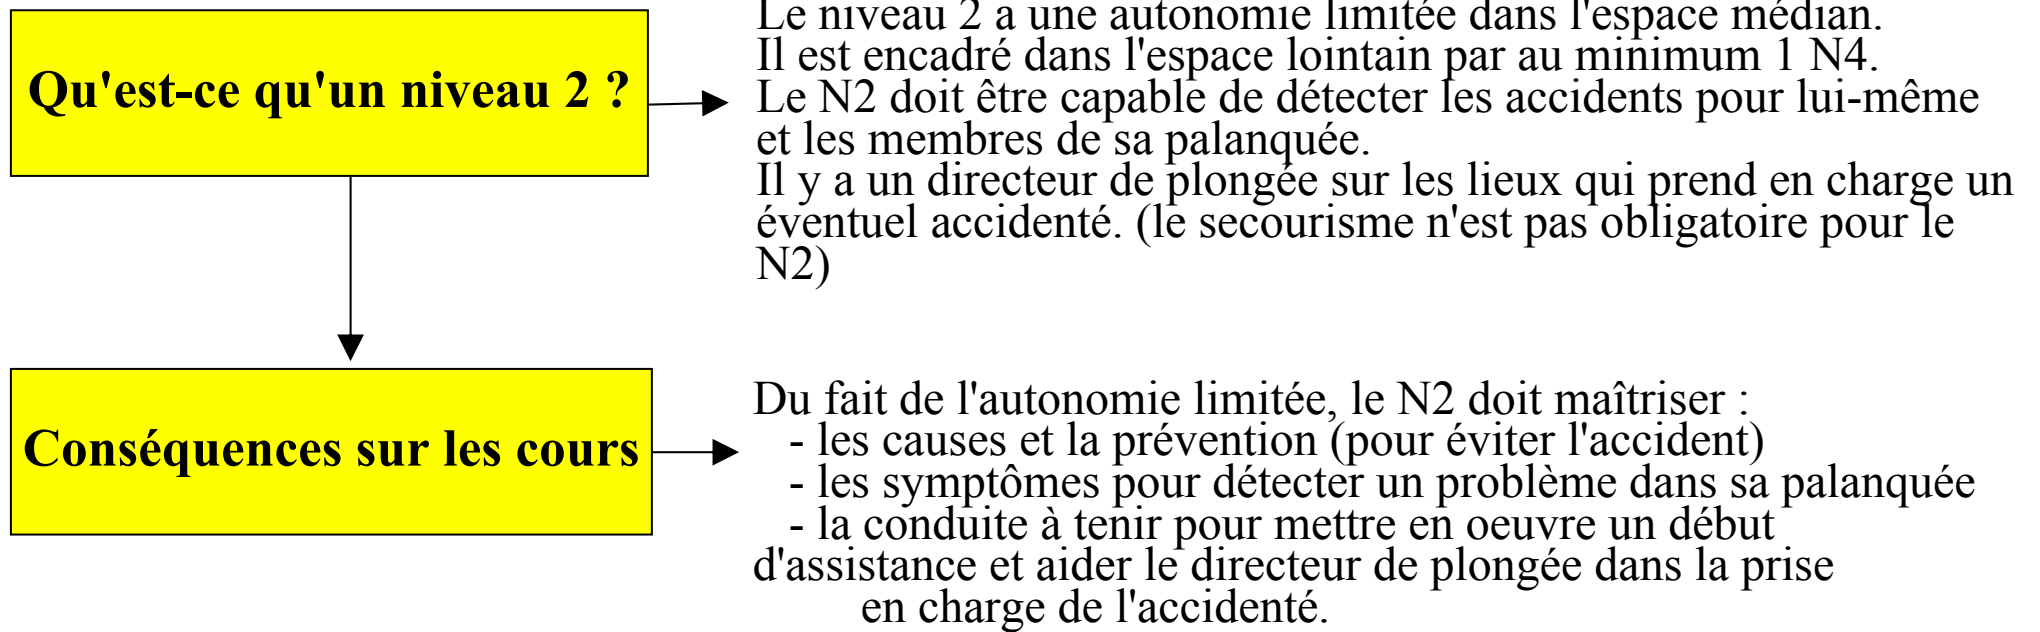 Qu'est-ce qu'un niveau 2 ?
Le niveau 2 a une autonomie limitée dans l'espace médian.
Il est encadré dans l'espace lointain par au minimum 1 N4.
Le N2 doit être capable de détecter les accidents pour lui-même
et les membres de sa palanquée.
Il y a un directeur de plongée sur les lieux qui prend en charge un
éventuel accidenté. (le secourisme n'est pas obligatoire pour le
N2)
Conséquences sur les cours
Du fait de l'autonomie limitée, le N2 doit maîtriser :
- les causes et la prévention (pour éviter l'accident)
- les symptômes pour détecter un problème dans sa palanquée
- la conduite à tenir pour mettre en oeuvre un début
d'assistance et aider le directeur de plongée dans la prise
en charge de l'accidenté.